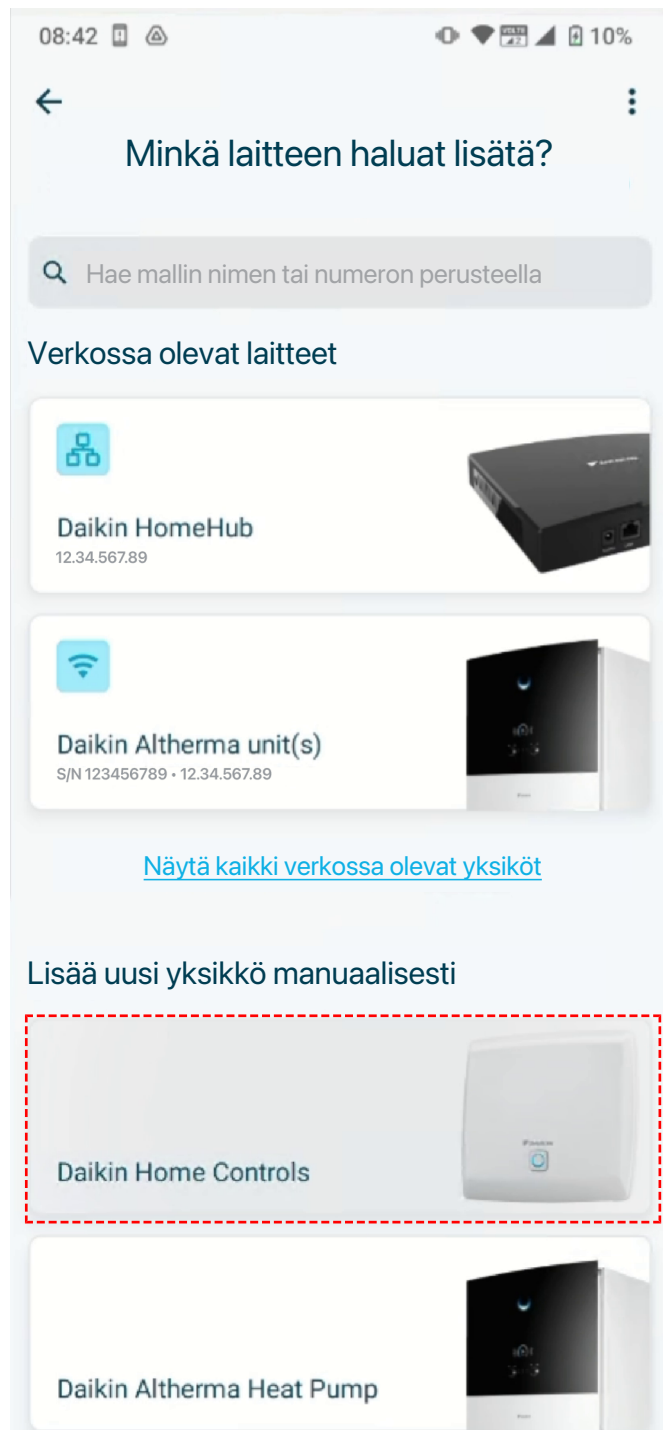 08:42 10%
Minkä laitteen haluat lisätä?
Hae mallin nimen tai numeron perusteella
Verkossa olevat laitteet
Daikin HomeHub
12.34.567.89
Daikin Altherma unit(s)
S/N 123456789 • 12.34.567.89
Näytä kaikki verkossa olevat yksiköt
Lisää uusi yksikkö manuaalisesti
DAIKIN
Daikin Home Controls
Daikin Altherma Heat Pump